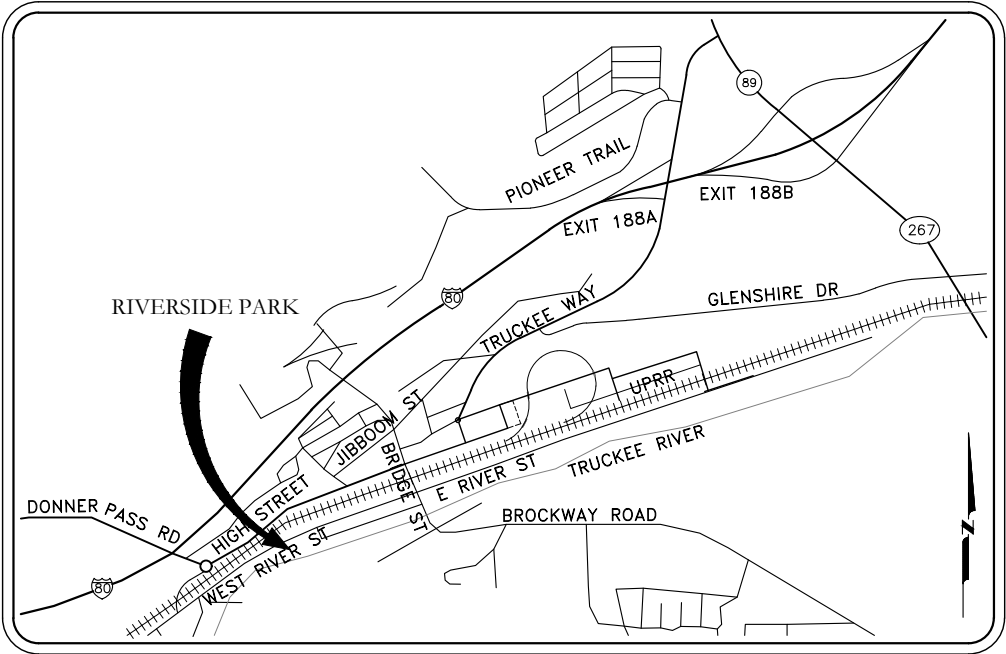 89
PIONEER TRAIL
EXIT 188B
EXIT 188A
267
80
GLENSHIRE DR
RIVERSIDE PARK
TRUCKEE WAY
UPRR
JIBBOOM ST
BRIDGE ST
TRUCKEE RIVER
E RIVER ST
HIGH STREET
DONNER PASS RD
BROCKWAY ROAD
WEST RIVER ST
80
N